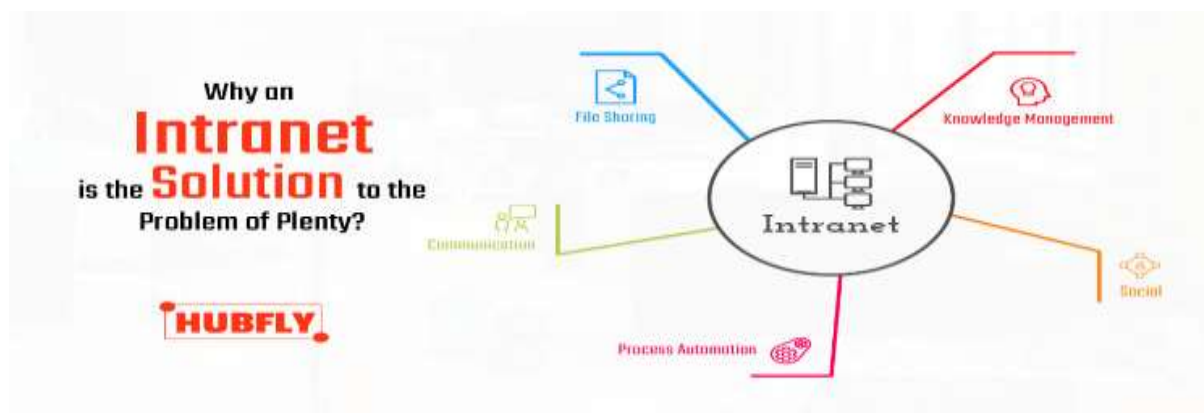 Why an
Intranet
is the Solution to the
Problem of Plenty?
HUBFLY
File Sharing
Knowledge Management
Intranet
Communication
Social
Process Automation